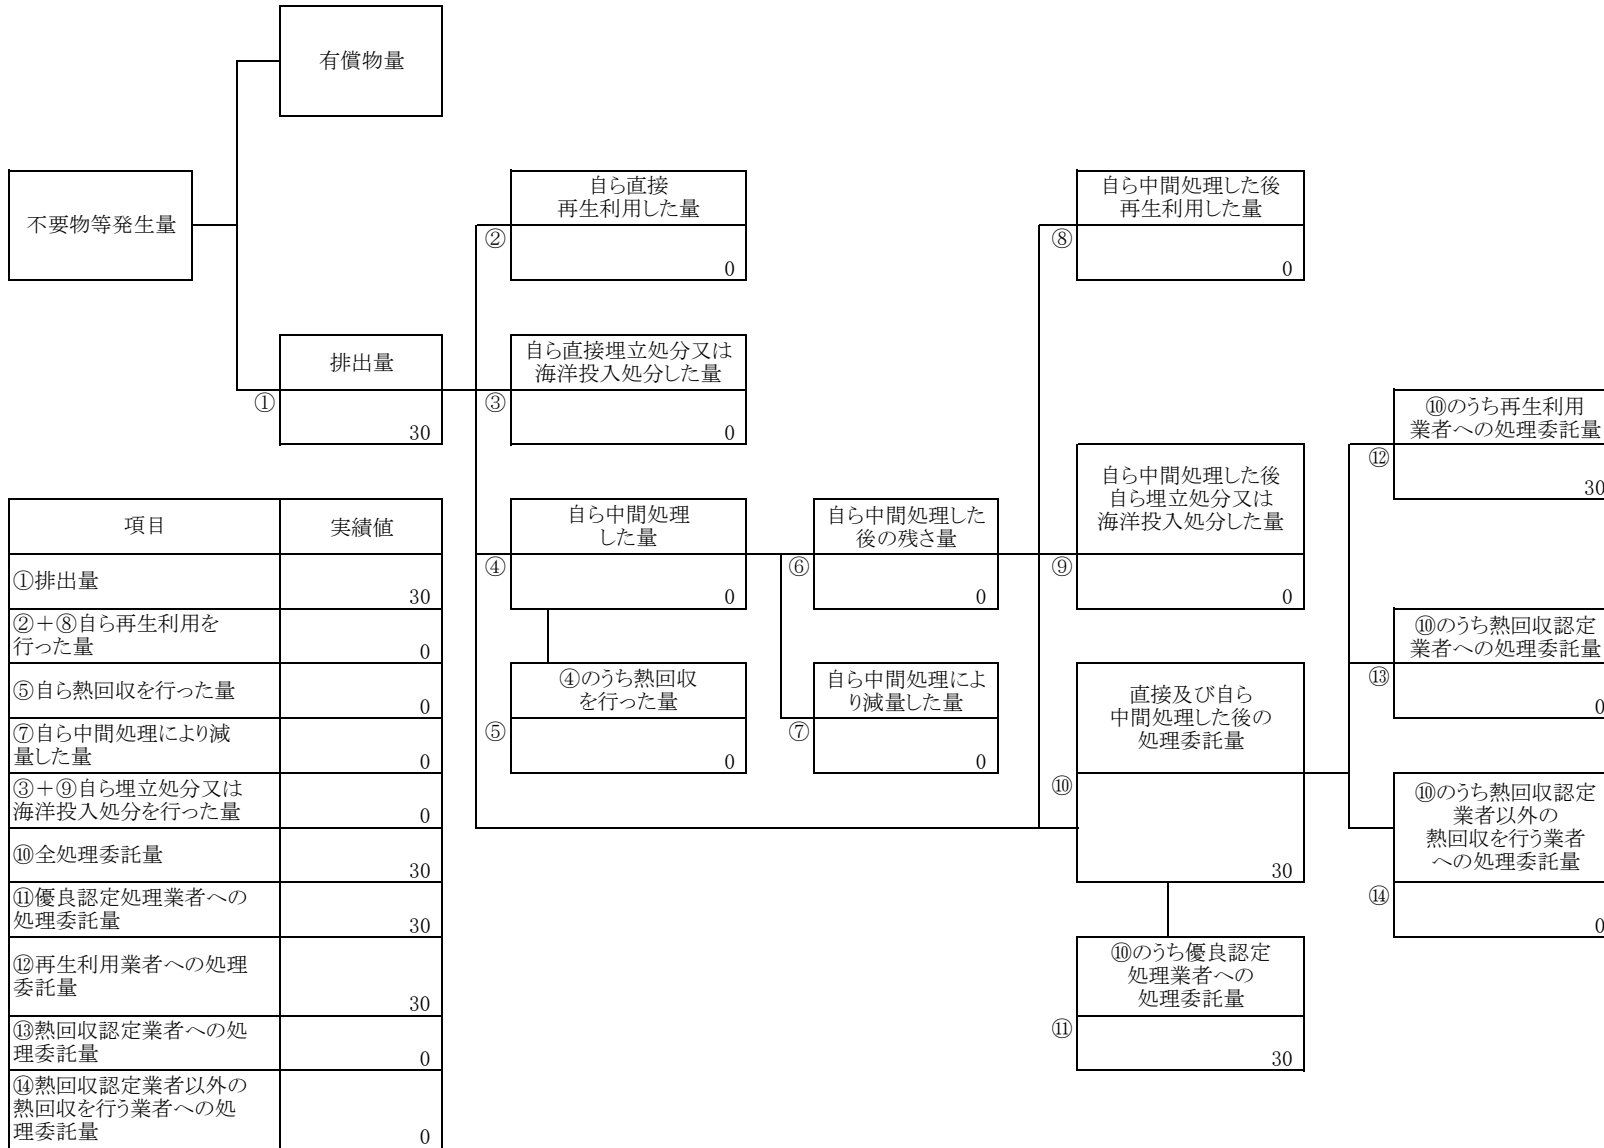 有償物量
不要物等発生量
自ら直接
再生利用した量
②
0
自ら中間処理した後
再生利用した量
⑧
0
排出量
①
30
自ら直接埋立処分又は
海洋投入処分した量
③
0
⑩のうち再生利用
業者への処理委託量
⑫
30
自ら中間処理した後
自ら埋立処分又は
海洋投入処分した量
⑨
0
自ら中間処理
した量
④
0
自ら中間処理した
後の残さ量
⑥
0
⑩のうち熱回収認定
業者への処理委託量
⑬
0
④のうち熱回収
を行った量
⑤
0
自ら中間処理によ
り減量した量
⑦
0
直接及び自ら
中間処理した後の
処理委託量
⑩
30
⑩のうち熱回収認定
業者以外の
熱回収を行う業者
への処理委託量
⑭
0
⑩のうち優良認定
処理業者への
処理委託量
⑪
30
項目 実績値
①排出量
30
②+⑧自ら再生利用を
行った量
0
⑤自ら熱回収を行った量
0
⑦自ら中間処理により減
量した量
0
③+⑨自ら埋立処分又は
海洋投入処分を行った量
0
⑩全処理委託量
30
⑪優良認定処理業者への
処理委託量
30
⑫再生利用業者への処理
委託量
30
⑬熱回収認定業者への処
理委託量
0
⑭熱回収認定業者以外の
熱回収を行う業者への処
理委託量
0